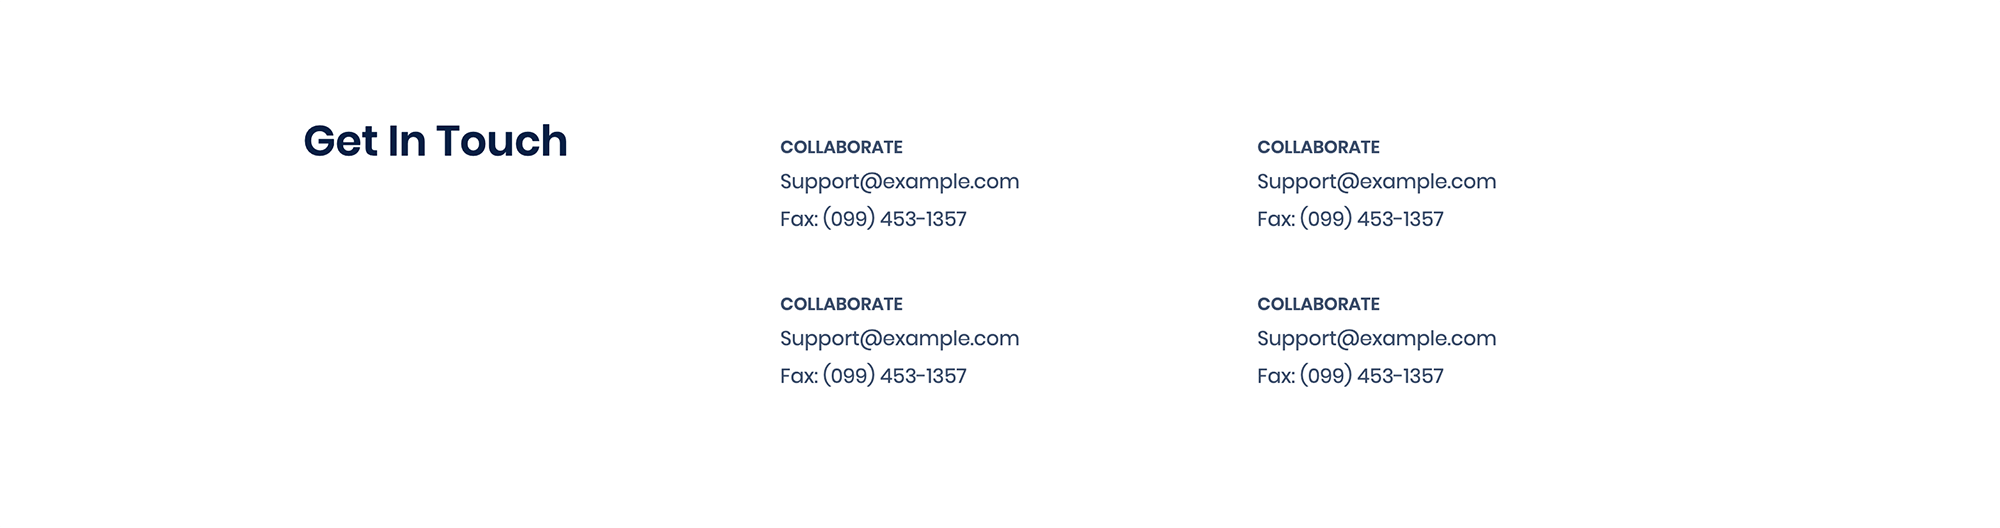 Get In Touch
COLLABORATE
Support@example.com
Fax: (099) 453-1357
COLLABORATE
Support@example.com
Fax: (099) 453-1357
COLLABORATE
Support@example.com
Fax: (099) 453-1357
COLLABORATE
Support@example.com
Fax: (099) 453-1357